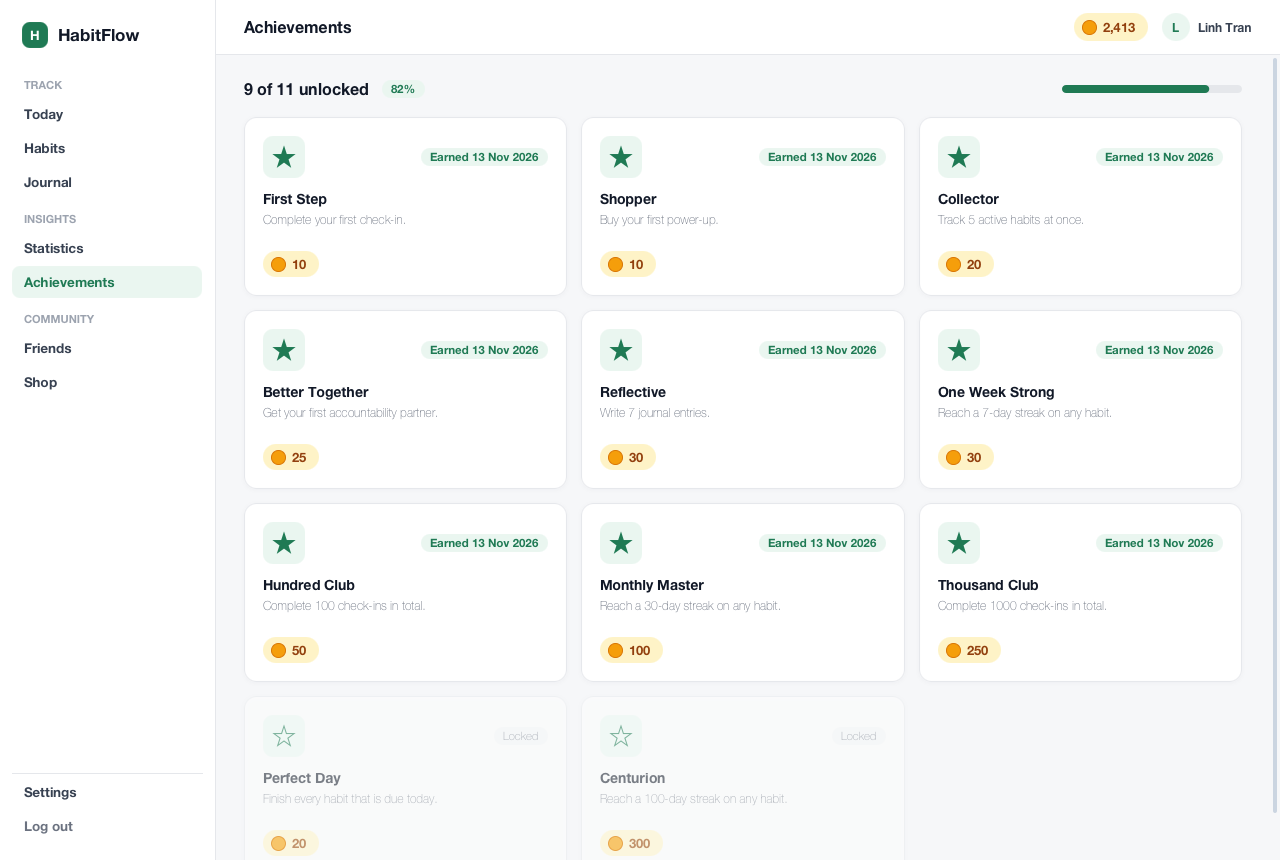 H HabitFlow
TRACK
Today
Habits
Journal
INSIGHTS
Statistics
Achievements
COMMUNITY
Friends
Shop
Settings
Log out
Achievements
2,413
L Linh Tran
9 of 11 unlocked 82%
Earned 13 Nov 2026
First Step
Complete your first check-in.
10
Earned 13 Nov 2026
Shopper
Buy your first power-up.
10
Earned 13 Nov 2026
Collector
Track 5 active habits at once.
20
Earned 13 Nov 2026
Better Together
Get your first accountability partner.
25
Earned 13 Nov 2026
Reflective
Write 7 journal entries.
30
Earned 13 Nov 2026
One Week Strong
Reach a 7-day streak on any habit.
30
Earned 13 Nov 2026
Hundred Club
Complete 100 check-ins in total.
50
Earned 13 Nov 2026
Monthly Master
Reach a 30-day streak on any habit.
100
Earned 13 Nov 2026
Thousand Club
Complete 1000 check-ins in total.
250
Locked
Perfect Day
Finish every habit that is due today.
20
Locked
Centurion
Reach a 100-day streak on any habit.
300